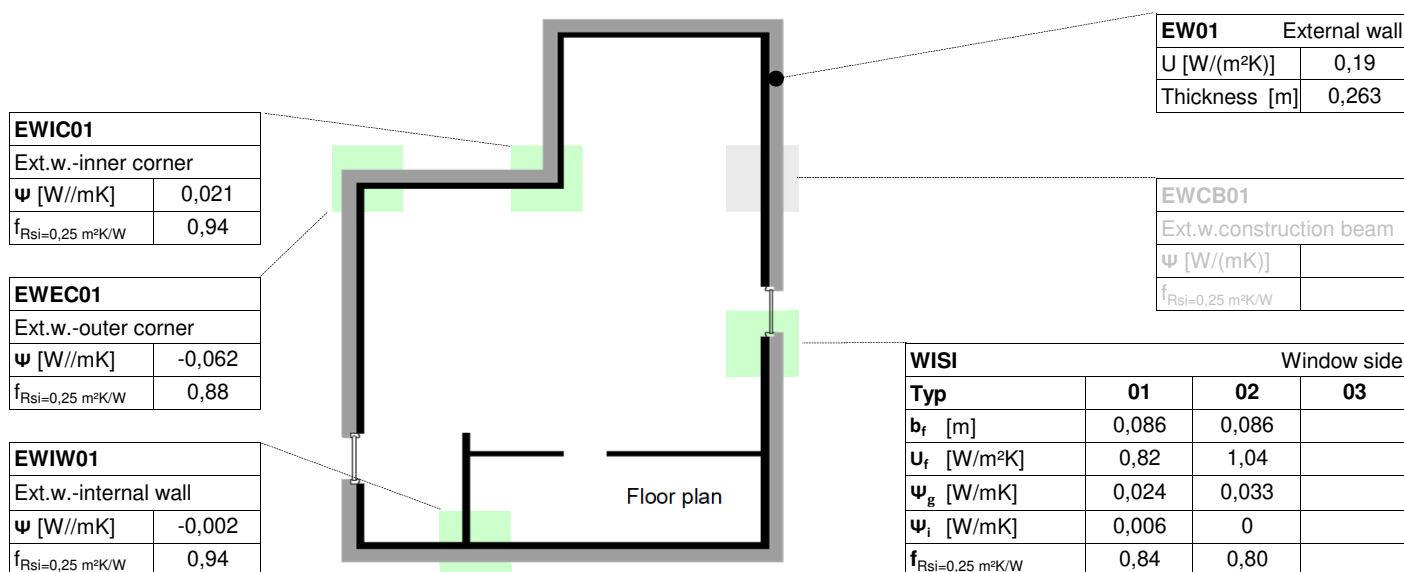 EW01 External wall
U [W/(m²K)] 0,19
Thickness [m] 0,263
EWIC01
Ext.w.-inner corner
Ψ [W//mK] 0,021
fRsi=0,25 m²K/W 0,94
EWCB01
Ext.w.construction beam
Ψ [W/(mK)]
fRsi=0,25 m²K/W
EWEC01
Ext.w.-outer corner
Ψ [W//mK] -0,062
fRsi=0,25 m²K/W 0,88
WISI Window side
Typ 01 02 03
bf [m] 0,086 0,086
Uf [W/m²K] 0,82 1,04
Ψg [W/mK] 0,024 0,033
Ψi [W/mK] 0,006 0
fRsi=0,25 m²K/W 0,84 0,80
EWIW01
Ext.w.-internal wall
Ψ [W//mK] -0,002
fRsi=0,25 m²K/W 0,94
Floor plan